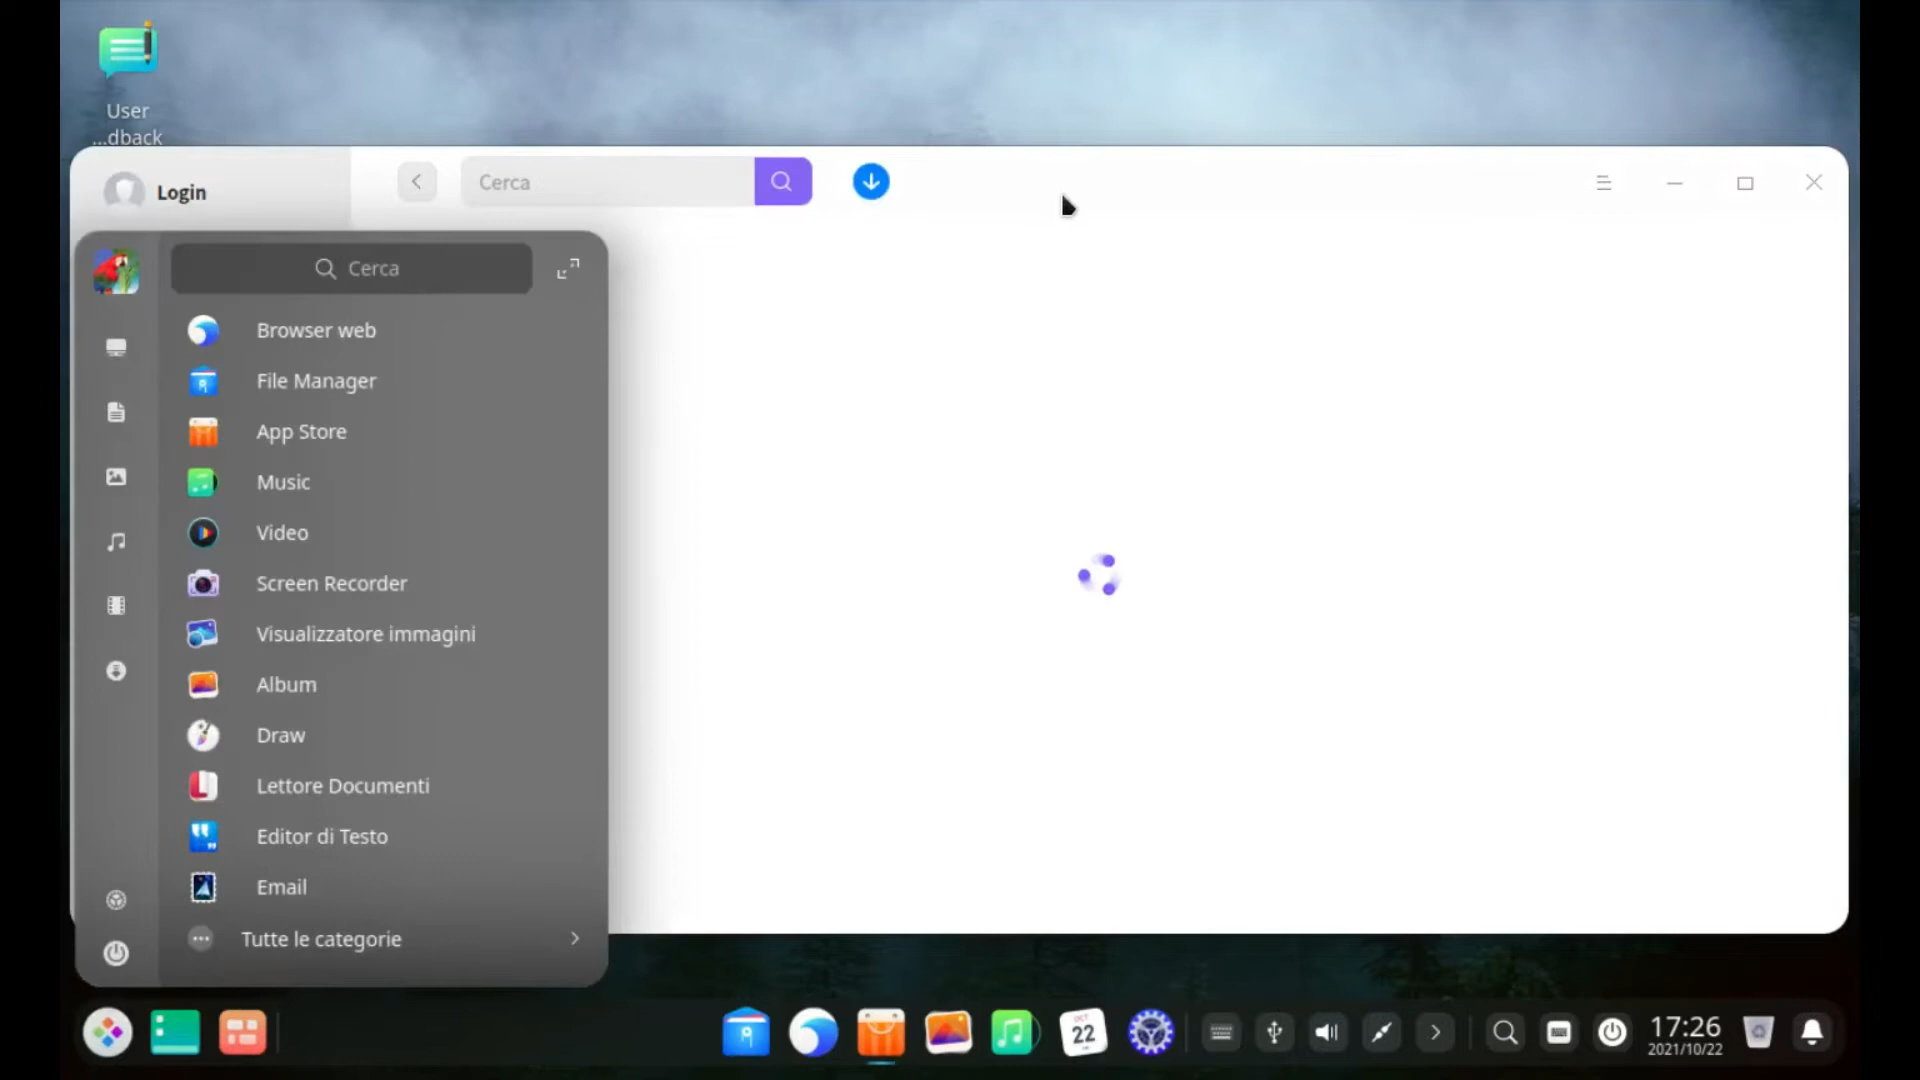 User
...dback
Login
Cerca
Cerca
Browser web
File Manager
App Store
Music
Video
Screen Recorder
Visualizzatore immagini
Album
Draw
Lettore Documenti
Editor di Testo
Email
Tutte le categorie
OCT
22
17:26
2021/10/22